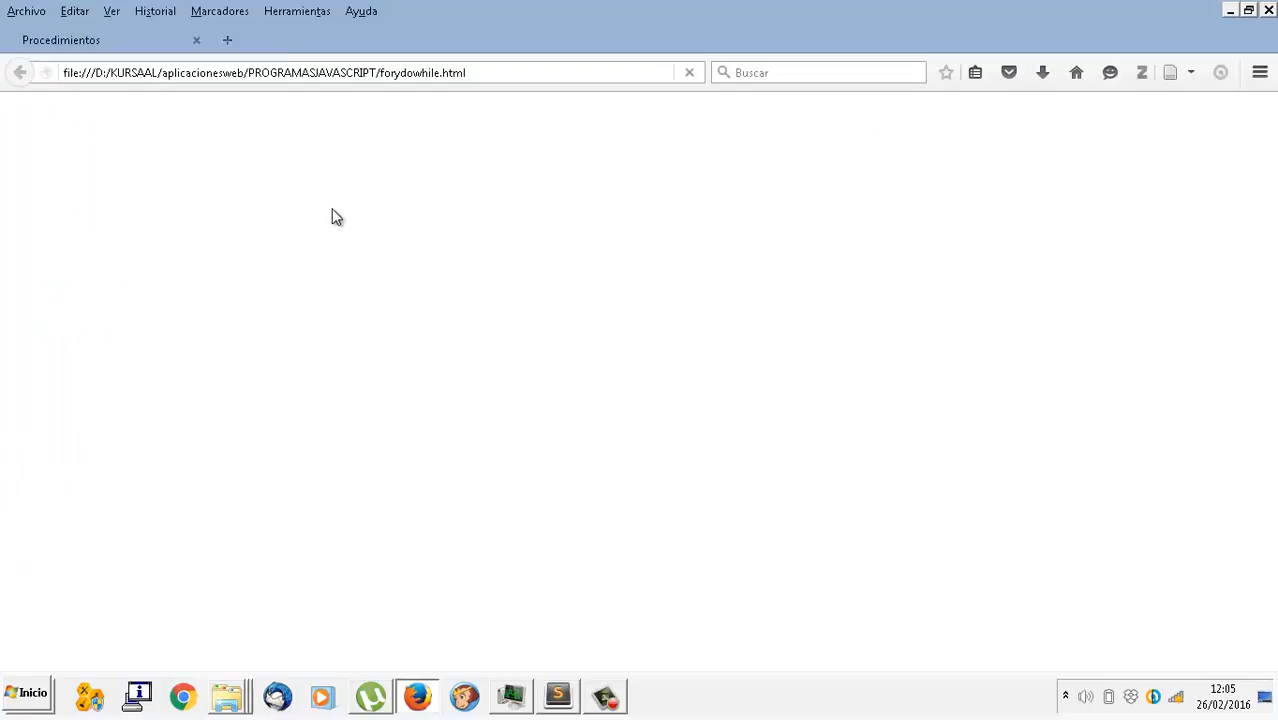 Archivo Editar Ver Historial Marcadores Herramientas Ayuda
Procedimientos
file:///D:/KURSAAL/aplicacionesweb/PROGRAMASJAVASCRIPT/forydowhile.html Buscar
Inicio
12:05
26/02/2016